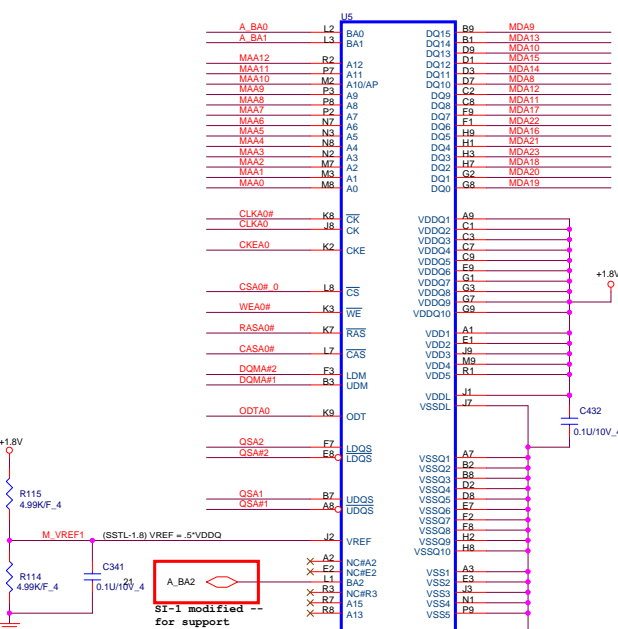 U5
A_BA0 L2 BA0 DQ15 B9 MDA9
A_BA1 L3 BA1 DQ14 B1 MDA13
DQ13 D9 MDA10
MAA12 R2 A12 DQ12 D1 MDA15
MAA11 P7 A11 DQ11 D3 MDA14
MAA10 M2 A10/AP DQ10 D7 MDA8
MAA9 P3 A9 DQ9 C2 MDA12
MAA8 P8 A8 DQ8 C8 MDA11
MAA7 P2 A7 DQ7 F9 MDA17
MAA6 N7 A6 DQ6 F1 MDA22
MAA5 N3 A5 DQ5 H9 MDA16
MAA4 N8 A4 DQ4 H1 MDA21
MAA3 N2 A3 DQ3 H3 MDA23
MAA2 M7 A2 DQ2 H7 MDA18
MAA1 M3 A1 DQ1 G2 MDA20
MAA0 M8 A0 DQ0 G8 MDA19
CLKA0# K8 CK VDDQ1 A9
CLKA0 J8 CK VDDQ2 C1
VDDQ3 C3
CKEA0 K2 CKE VDDQ4 C7
VDDQ5 C9
VDDQ6 E9
VDDQ7 G1
+1.8V
CSA0#_0 L8 CS VDDQ8 G3
VDDQ9 G7
WEA0# K3 WE VDDQ10 G9
RASA0# K7 RAS VDD1 A1
VDD2 E1
CASA0# L7 CAS VDD3 J9
VDD4 M9
DQMA#2 F3 LDM VDD5 R1
DQMA#1 B3 UDM
VDDL J1
VSSDL J7
ODTA0 K9 ODT
C432
0.1U/10V_4
+1.8V
QSA2 F7 LDQS
QSA#2 E8 LDQS VSSQ1 A7
VSSQ2 B2
VSSQ3 B8
VSSQ4 D2
QSA1 B7 UDQS VSSQ5 D8
QSA#1 A8 UDQS VSSQ6 E7
VSSQ7 F2
VSSQ8 F8
R115
4.99K/F_4
M_VREF1 (SSTL-1.8) VREF = .5*VDDQ J2 VREF VSSQ9 H2
VSSQ10 H8
A2 NC#A2
E2 NC#E2 VSS1 A3
A_BA2 L1 BA2 VSS2 E3
R3 NC#R3 VSS3 J3
R7 A15 VSS4 N1
R8 A13 VSS5 P9
R114
4.99K/F_4
C341
0.1U/10V_4
21
SI-1 modified --
for support